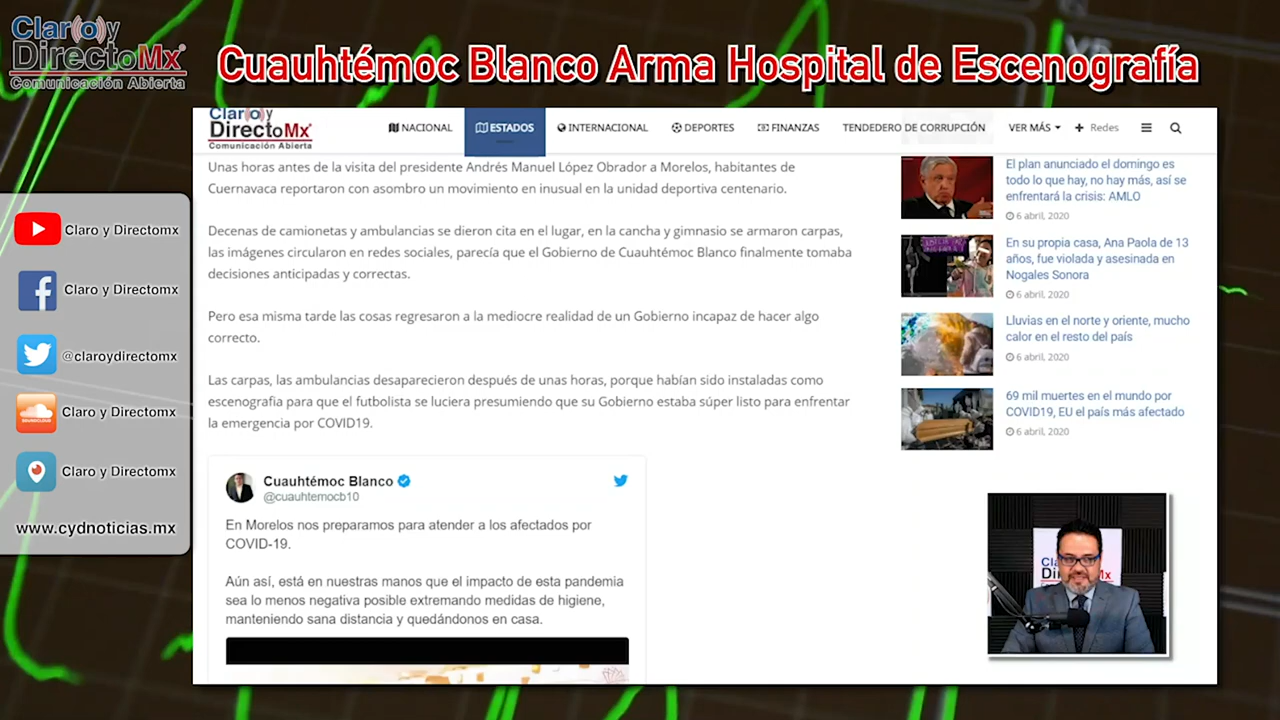 Clar(o)y
DirectoMx®
Comunicación Abierta
Cuauhtémoc Blanco Arma Hospital de Escenografía
Clar(o)y
DirectoMx®
Comunicación Abierta
NACIONAL
ESTADOS
INTERNACIONAL
DEPORTES
FINANZAS
TENDEDERO DE CORRUPCIÓN
VER MÁS
Redes
Unas horas antes de la visita del presidente Andrés Manuel López Obrador a Morelos, habitantes de
Cuernavaca reportaron con asombro un movimiento en inusual en la unidad deportiva centenario.
Decenas de camionetas y ambulancias se dieron cita en el lugar, en la cancha y gimnasio se armaron carpas,
las imágenes circularon en redes sociales, parecía que el Gobierno de Cuauhtémoc Blanco finalmente tomaba
decisiones anticipadas y correctas.
Pero esa misma tarde las cosas regresaron a la mediocre realidad de un Gobierno incapaz de hacer algo
correcto.
Las carpas, las ambulancias desaparecieron después de unas horas, porque habían sido instaladas como
escenografia para que el futbolista se luciera presumiendo que su Gobierno estaba súper listo para enfrentar
la emergencia por COVID19.
Cuauhtémoc Blanco
@cuauhtemocb10
En Morelos nos preparamos para atender a los afectados por
COVID-19.
Aún así, está en nuestras manos que el impacto de esta pandemia
sea lo menos negativa posible extremando medidas de higiene,
manteniendo sana distancia y quedándonos en casa.
El plan anunciado el domingo es
todo lo que hay, no hay más, así se
enfrentará la crisis: AMLO
6 abril, 2020
En su propia casa, Ana Paola de 13
años, fue violada y asesinada en
Nogales Sonora
6 abril, 2020
Lluvias en el norte y oriente, mucho
calor en el resto del país
6 abril, 2020
69 mil muertes en el mundo por
COVID19, EU el país más afectado
6 abril, 2020
Claro y Directomx
Claro y Directomx
@claroydirectomx
Claro y Directomx
Claro y Directomx
www.cydnoticias.mx